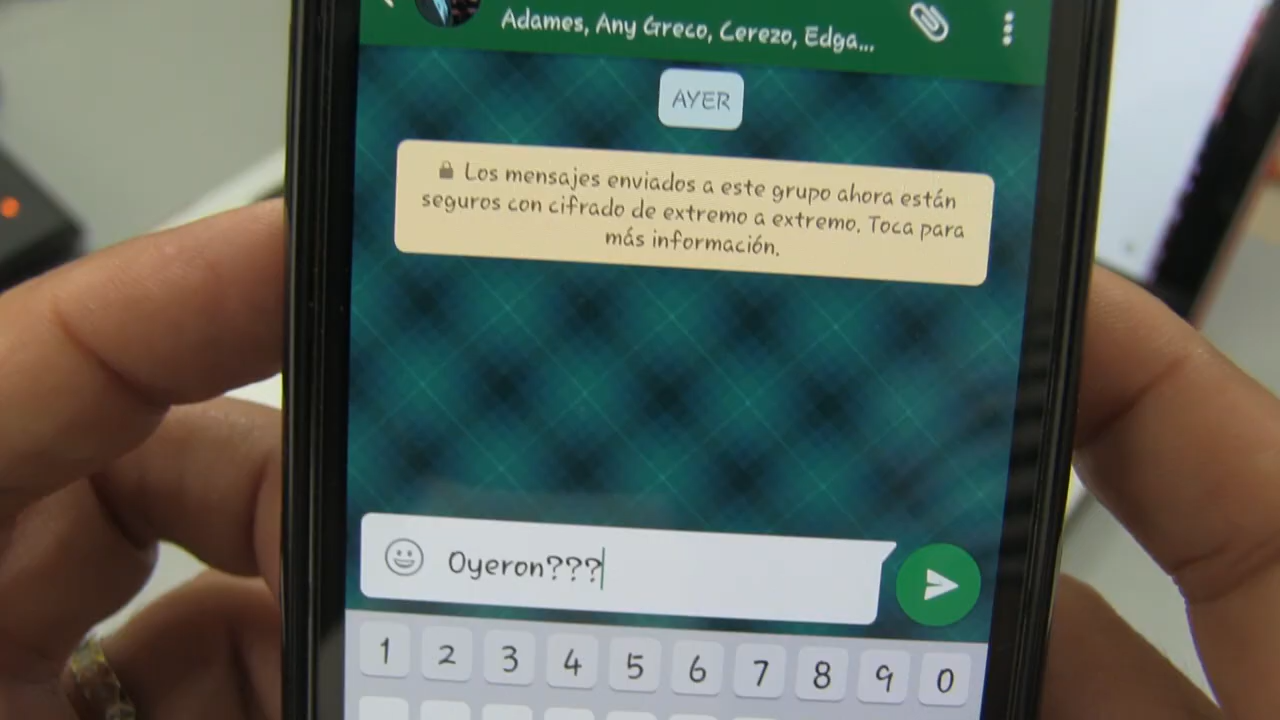 Adames, Any Greco, Cerezo, Edga...
AYER
Los mensajes enviados a este grupo ahora están
seguros con cifrado de extremo a extremo. Toca para
más información.
Oyeron???
1 2 3 4 5 6 7 8 9 0